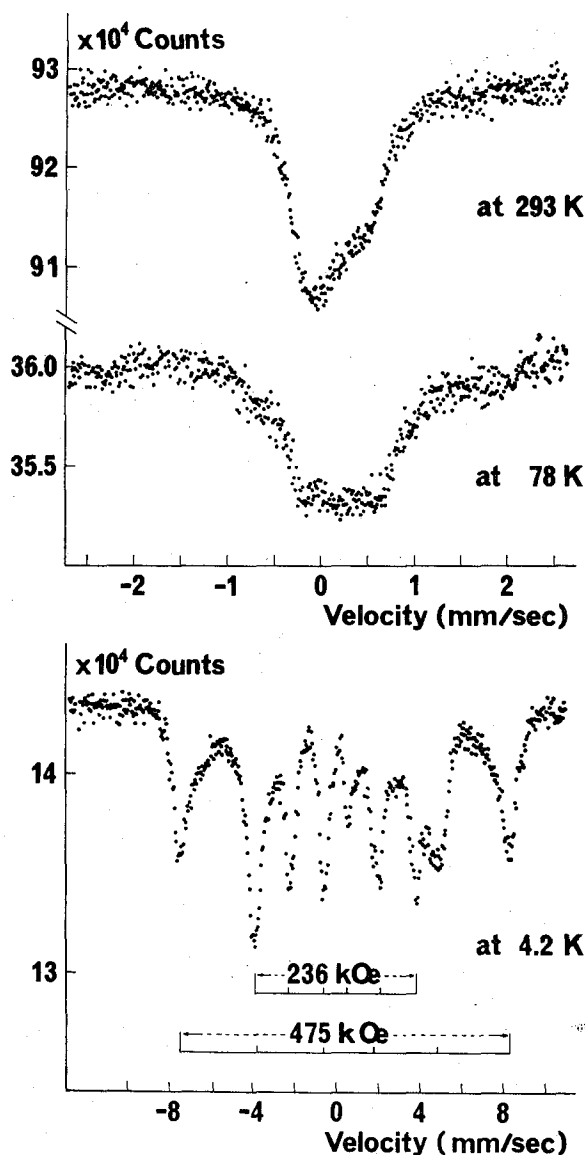 x10⁴ Counts
93
92
at 293 K
91
36.0
35.5
at 78 K
-2 -1 0 1 2
Velocity (mm/sec)
x10⁴ Counts
14
at 4.2 K
13
236 kOe
475 kOe
-8 -4 0 4 8
Velocity (mm/sec)